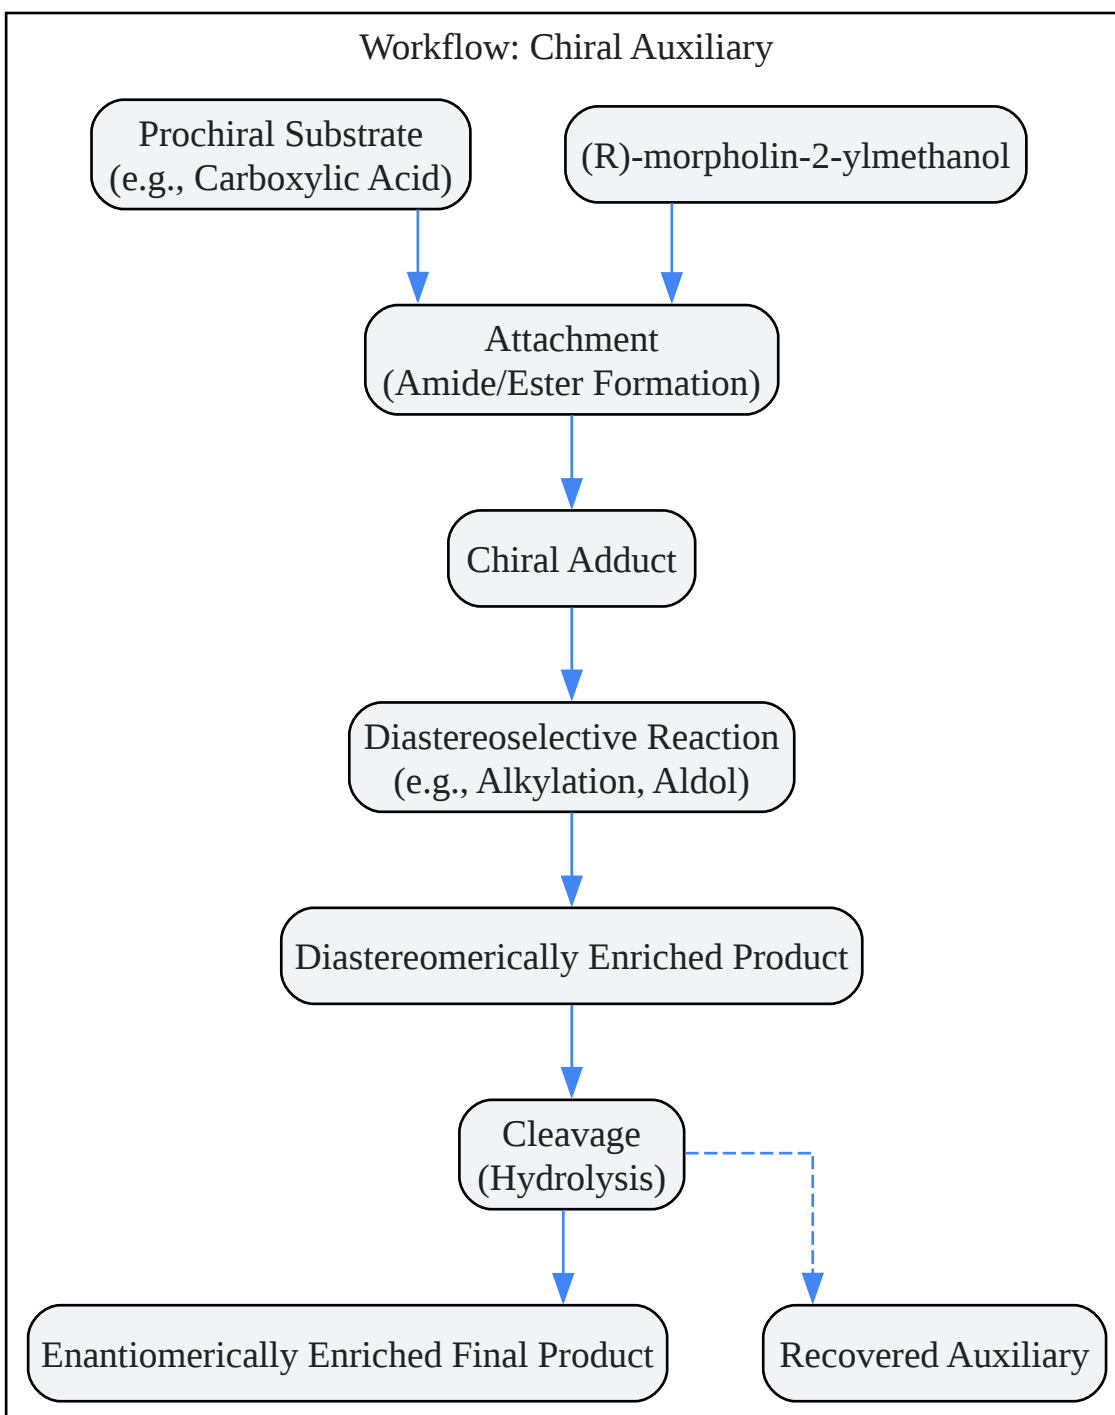 Workflow: Chiral Auxiliary
Prochiral Substrate
(e.g., Carboxylic Acid)
(R)-morpholin-2-ylmethanol
Attachment
(Amide/Ester Formation)
Chiral Adduct
Diastereoselective Reaction
(e.g., Alkylation, Aldol)
Diastereomerically Enriched Product
Cleavage
(Hydrolysis)
Enantiomerically Enriched Final Product
Recovered Auxiliary